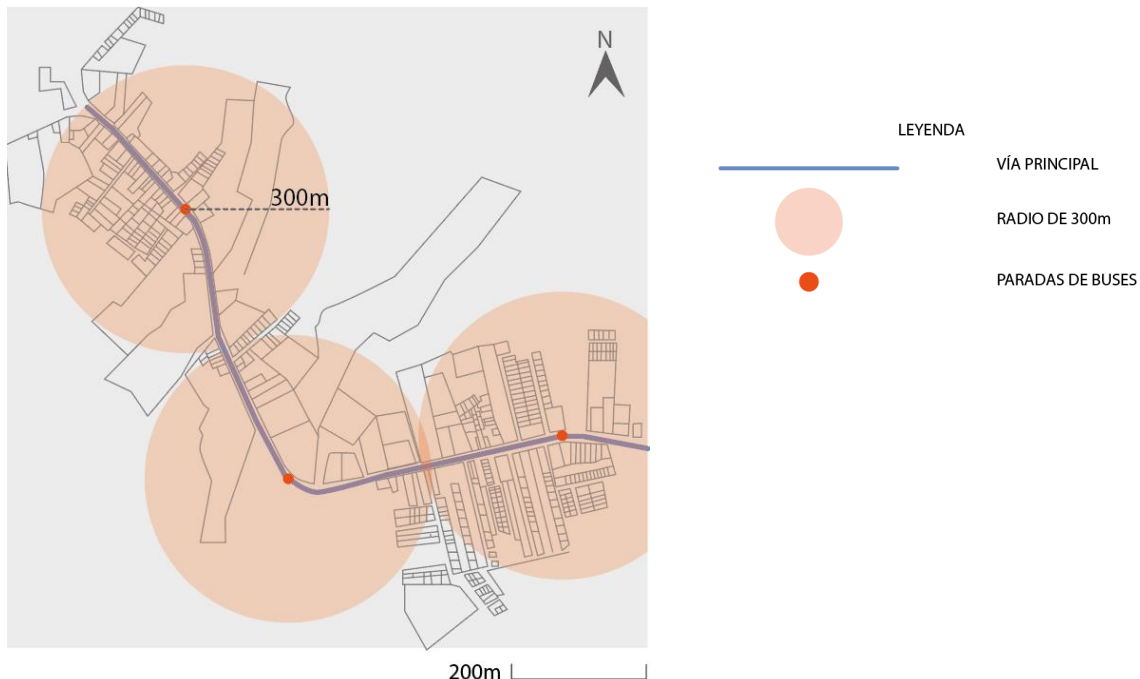 N
300m
200m
LEYENDA
VÍA PRINCIPAL
RADIO DE 300m
PARADAS DE BUSES